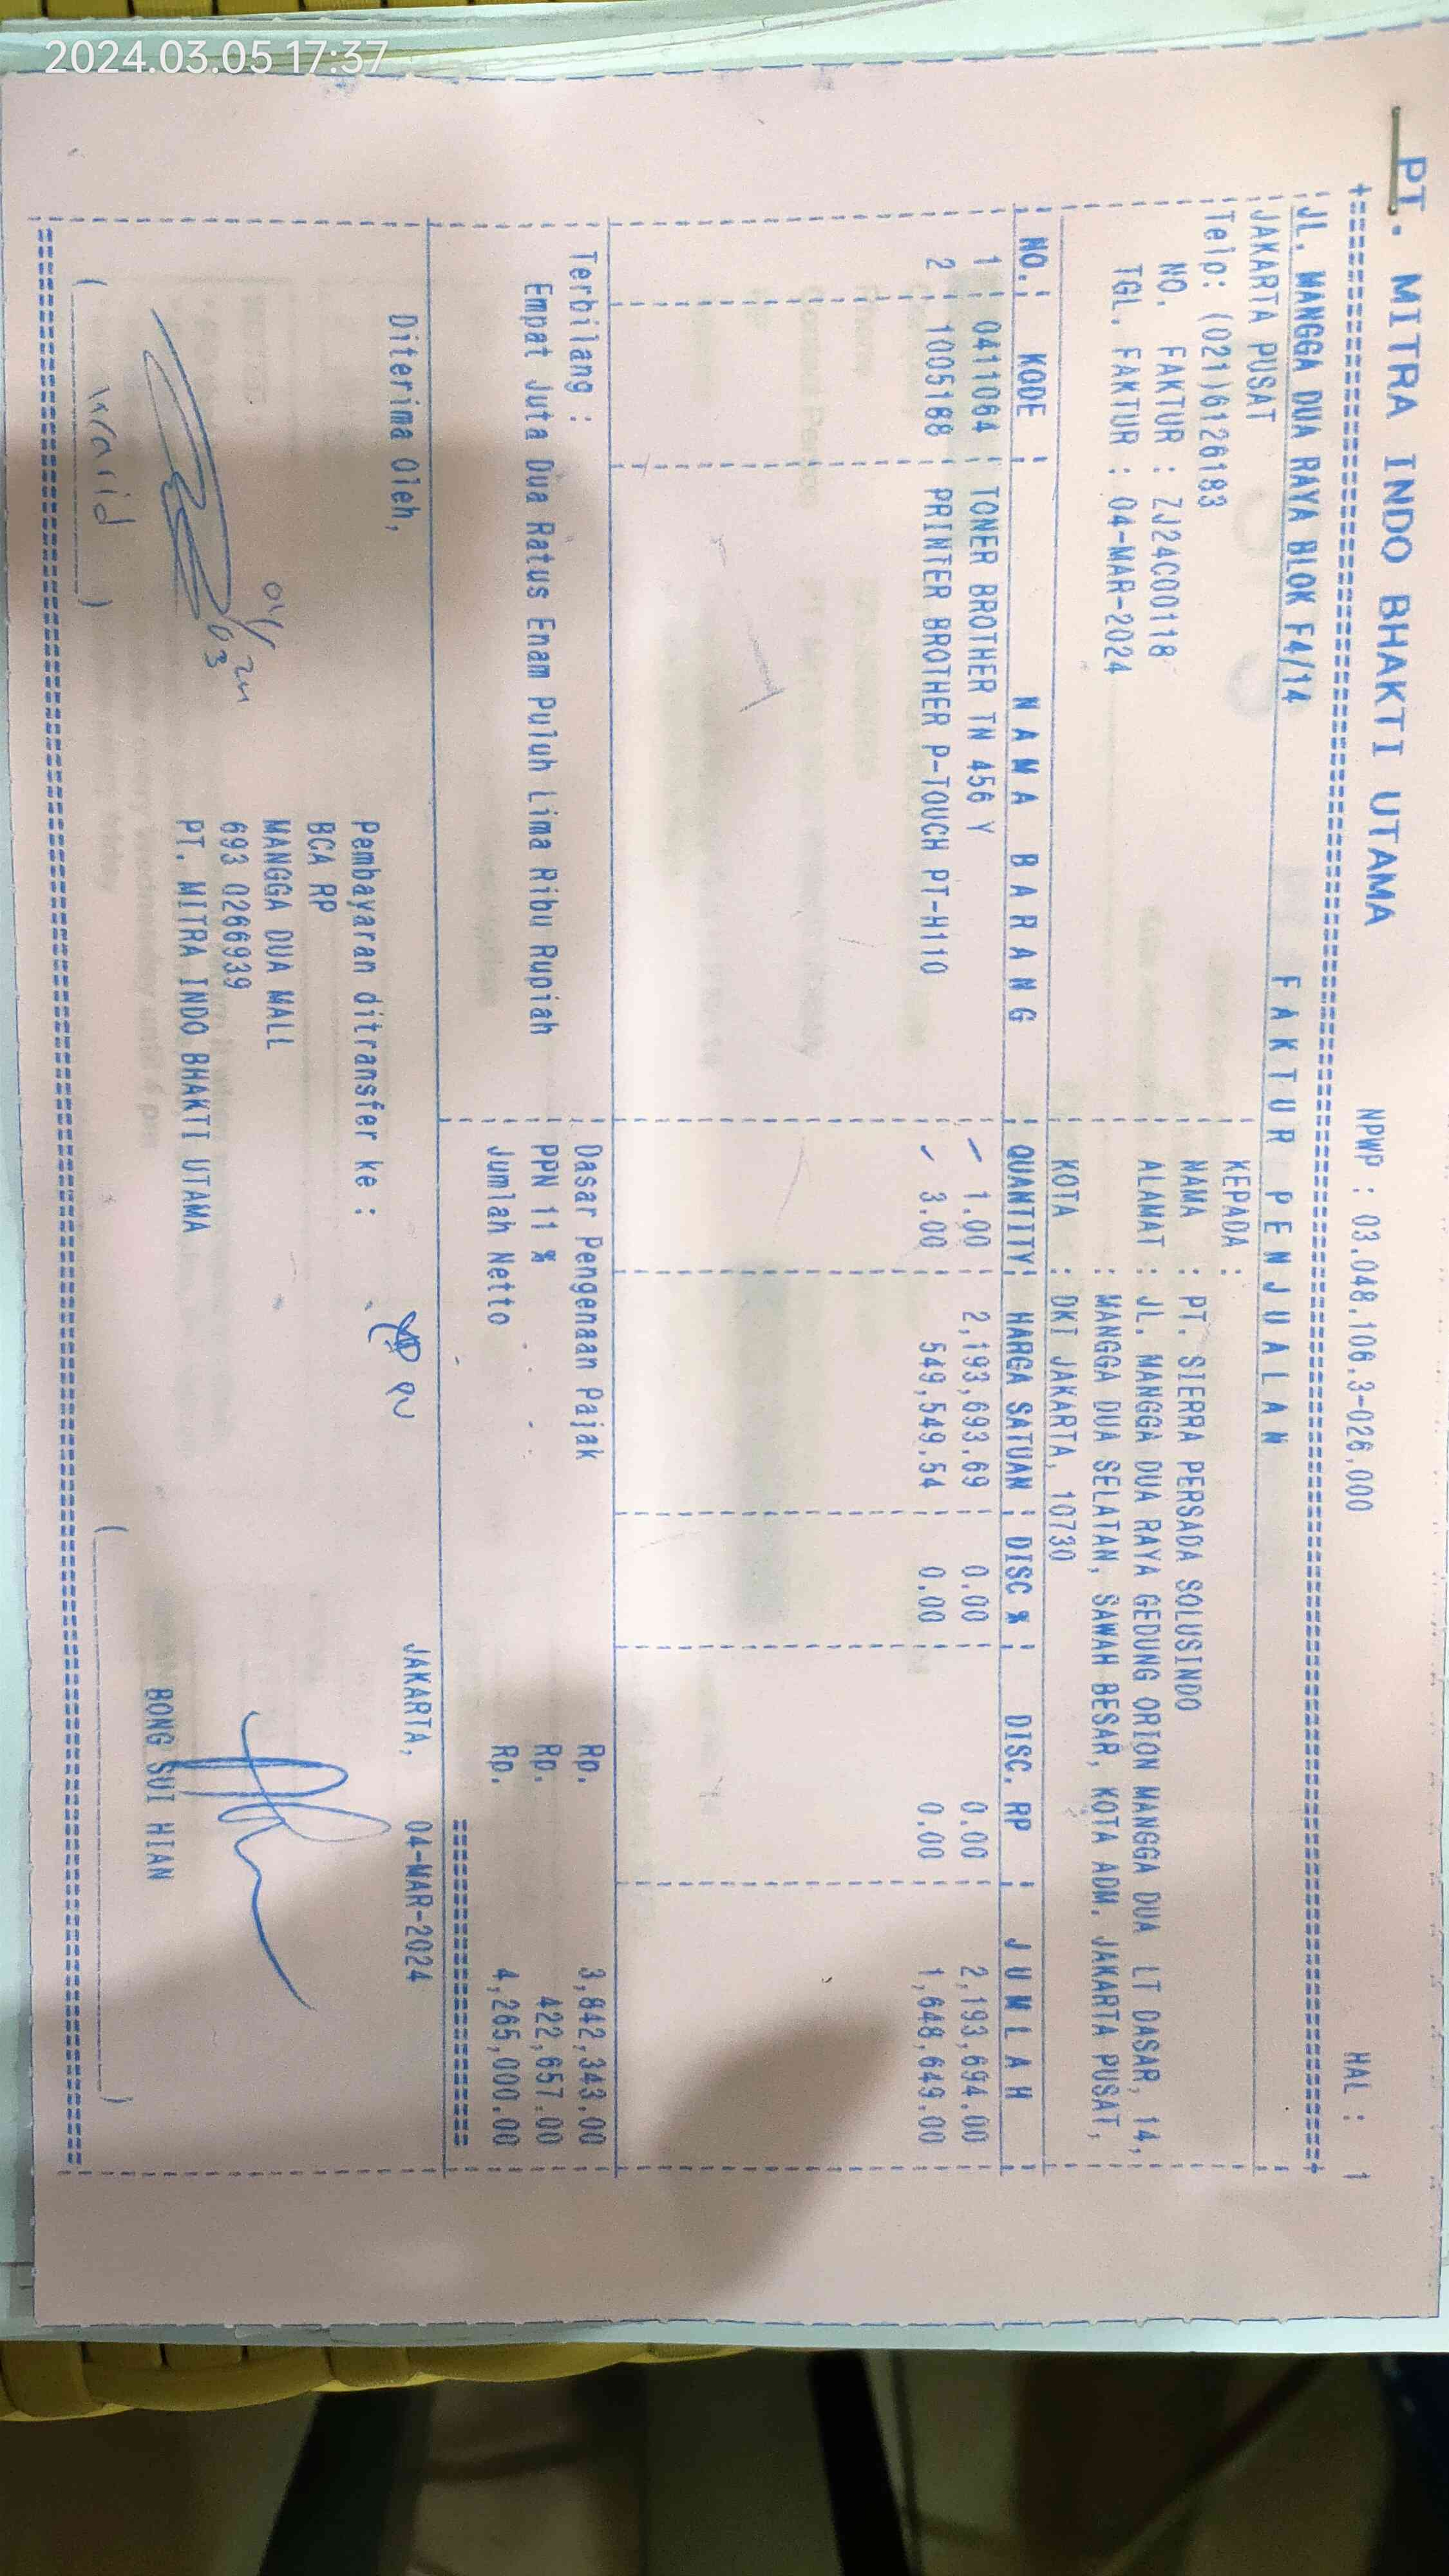 2024.03.05 17:37
PT. MITRA INDO BHAKTI UTAMA NPWP : 03.048.106.3-026.000 HAL : 1
JL. MANGGA DUA RAYA BLOK F4/14 F A K T U R P E N J U A L A N
JAKARTA PUSAT
Telp: (021)6126183 KEPADA :
NO. FAKTUR : ZJ24C00118 NAMA : PT. SIERRA PERSADA SOLUSINDO
TGL. FAKTUR : 04-MAR-2024 ALAMAT : JL. MANGGA DUA RAYA GEDUNG ORION MANGGA DUA LT DASAR, 14,
: MANGGA DUA SELATAN, SAWAH BESAR, KOTA ADM. JAKARTA PUSAT,
KOTA : DKI JAKARTA, 10730
NO. KODE N A M A B A R A N G QUANTITY HARGA SATUAN DISC % DISC. RP J U M L A H
1 0411064 TONER BROTHER TN 456 Y 1.00 2,193,693.69 0.00 0.00 2,193,694.00
2 1005188 PRINTER BROTHER P-TOUCH PT-H110 3.00 549,549.54 0.00 0.00 1,648,649.00
Terbilang : Dasar Pengenaan Pajak Rp. 3,842,343.00
Empat Juta Dua Ratus Enam Puluh Lima Ribu Rupiah PPN 11 % Rp. 422,657.00
Jumlah Netto Rp. 4,265,000.00
Diterima Oleh, JAKARTA, 04-MAR-2024
Pembayaran ditransfer ke :
BCA RP
MANGGA DUA MALL
693 0266939
PT. MITRA INDO BHAKTI UTAMA
04/03 24
BONG SUI HIAN
( Warid ) ( )